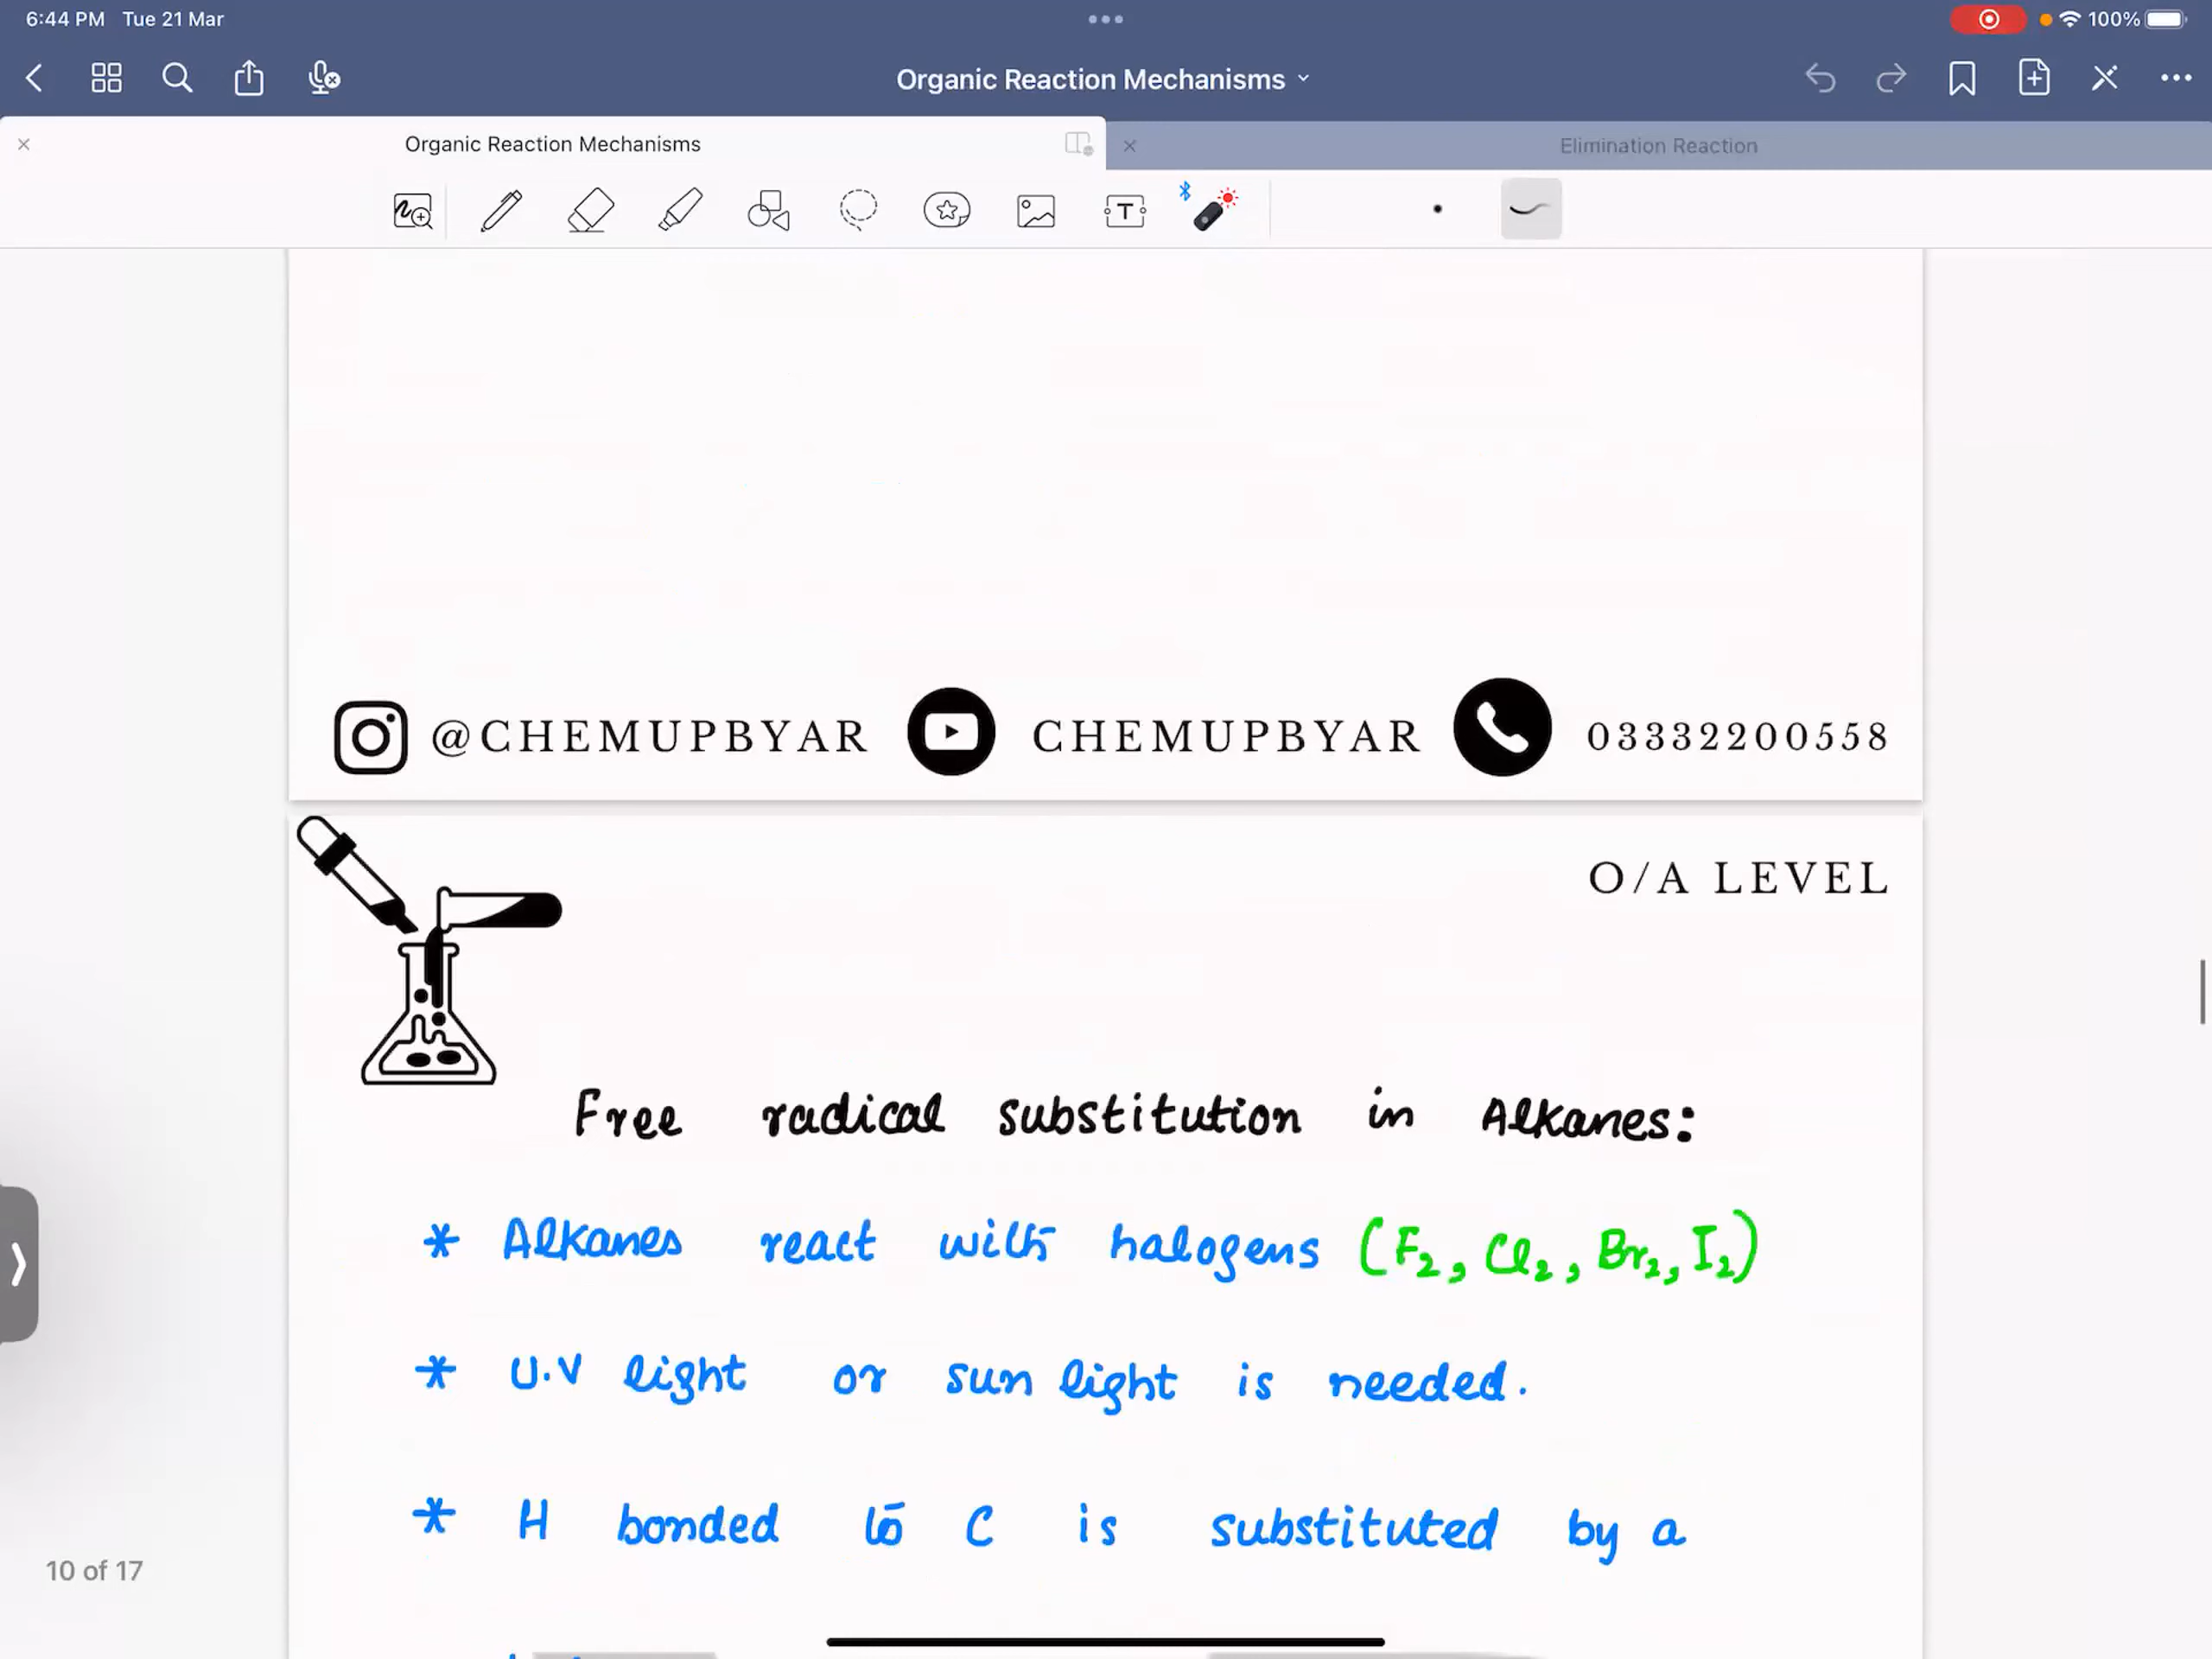 6:44 PM Tue 21 Mar 100%
Organic Reaction Mechanisms
Organic Reaction Mechanisms Elimination Reaction
T
@CHEMUPBYAR CHEMUPBYAR 03332200558
O/A LEVEL
Free radical substitution in Alkanes:
* Alkanes react with halogens (F₂, Cl₂, Br₂, I₂)
* U.V light or sun light is needed.
* H bonded to C is substituted by a
10 of 17